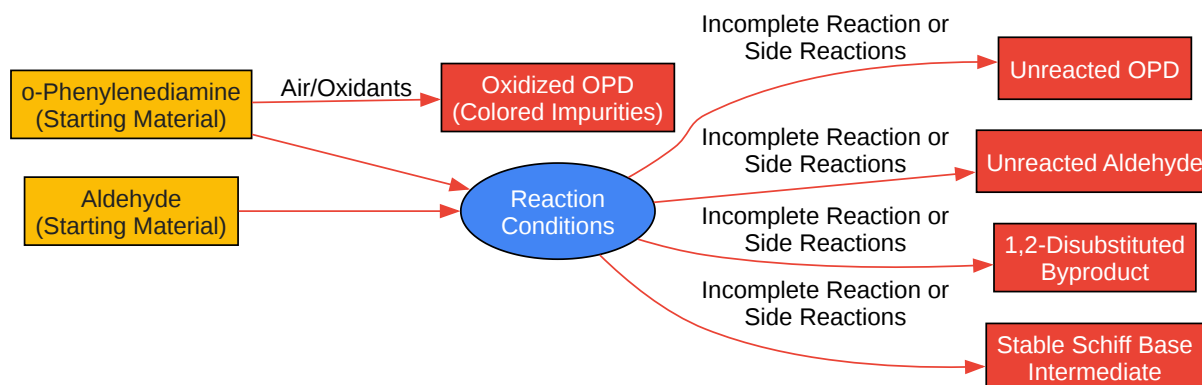 Incomplete Reaction or
Side Reactions
Unreacted OPD
o-Phenylenediamine
(Starting Material)
Air/Oxidants
Oxidized OPD
(Colored Impurities)
Incomplete Reaction or
Side Reactions
Unreacted Aldehyde
Aldehyde
(Starting Material)
Reaction
Conditions
Incomplete Reaction or
Side Reactions
1,2-Disubstituted
Byproduct
Incomplete Reaction or
Side Reactions
Stable Schiff Base
Intermediate